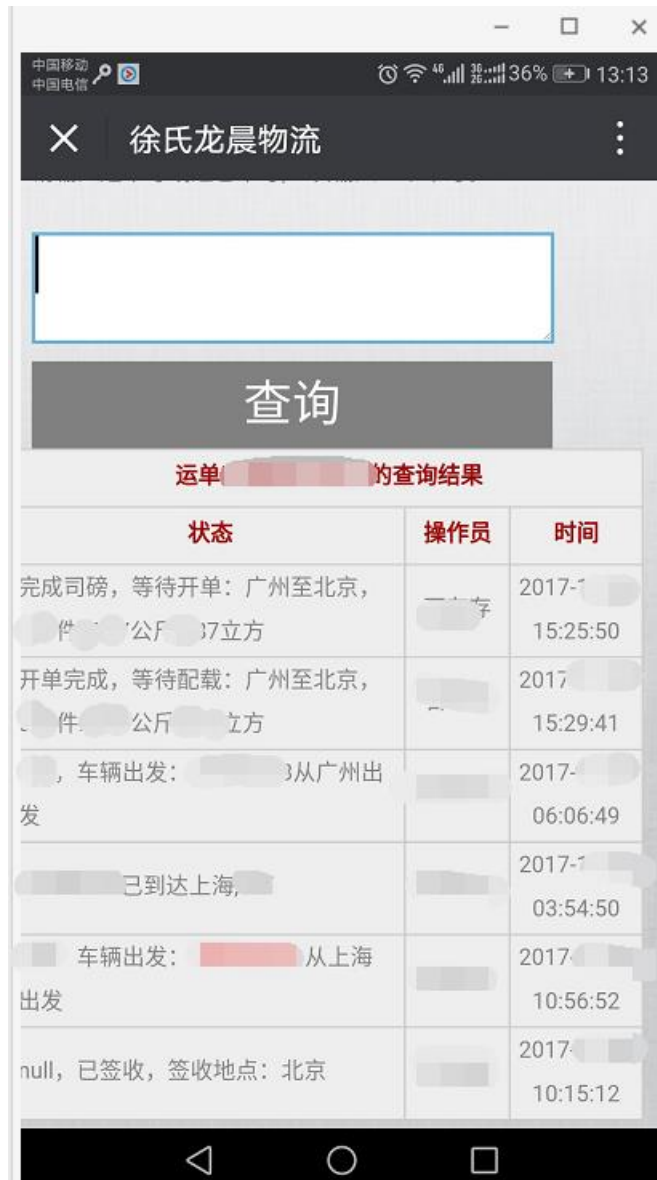 中国移动
中国电信
4G 3G 2G 36% 13:13
徐氏龙晨物流
查询
运单 的查询结果
状态 操作员 时间
完成司磅，等待开单：广州至北京， 2017-
件 公斤 37立方 存 15:25:50
开单完成，等待配载：广州至北京， 2017
件 公斤 立方 15:29:41
，车辆出发： 从广州出 2017-
发 06:06:49
已到达上海, 2017-
03:54:50
车辆出发： 从上海 2017
出发 10:56:52
null，已签收，签收地点：北京 2017-
10:15:12